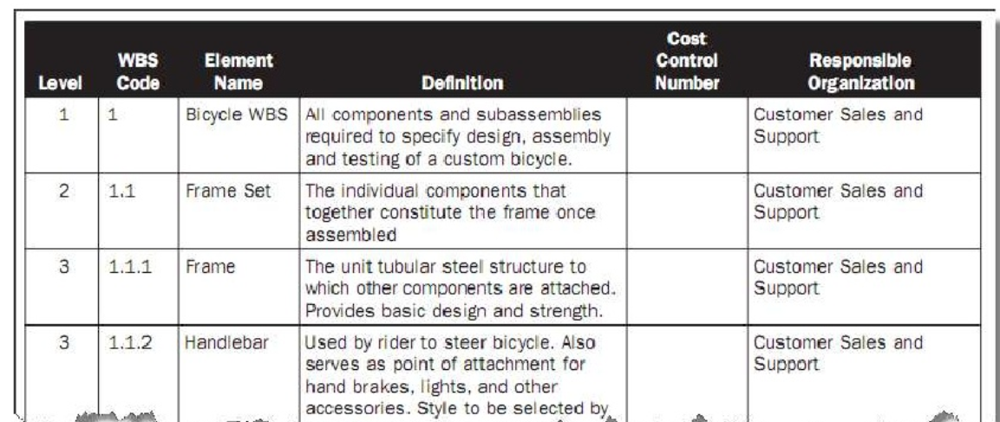 Level WBS Code Element Name Definition Cost Control Number Responsible Organization
1 1 Bicycle WBS All components and subassemblies Customer Sales and
required to specify design, assembly Support
and testing of a custom bicycle.
2 1.1 Frame Set The individual components that Customer Sales and
together constitute the frame once Support
assembled
3 1.1.1 Frame The unit tubular steel structure to Customer Sales and
which other components are attached. Support
Provides basic design and strength.
3 1.1.2 Handlebar Used by rider to steer bicycle. Also Customer Sales and
serves as point of attachment for Support
hand brakes, lights, and other
accessories. Style to be selected by